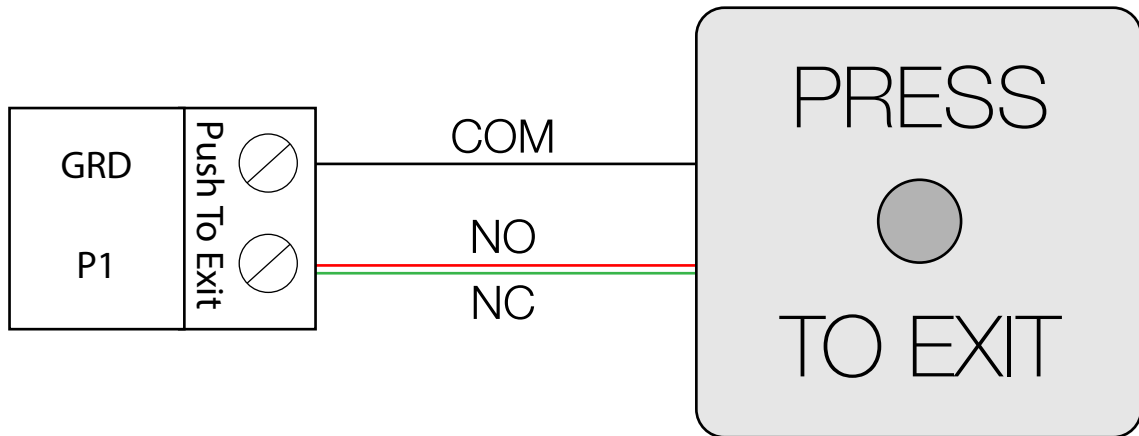 GRD
P1
Push To Exit
COM
NO
NC
PRESS
TO EXIT